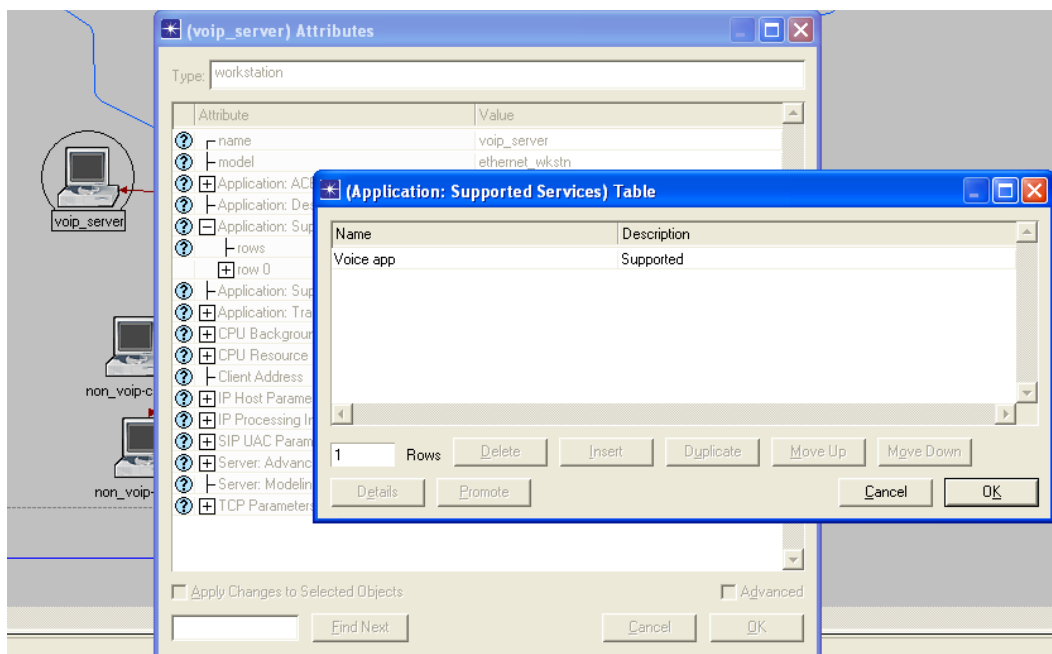 (voip_server) Attributes
Type: workstation
Attribute Value
name voip_server
model ethernet_wkstn
Application: ACE
Application: Des
Application: Sup
rows
row 0
Application: Sup
Application: Tra
CPU Backgroun
CPU Resource
Client Address
IP Host Parame
IP Processing In
SIP UAC Param
Server: Advanc
Server: Modelin
TCP Parameters
(Application: Supported Services) Table
Name Description
Voice app Supported
1 Rows Delete Insert Duplicate Move Up Move Down
Details Promote Cancel OK
Apply Changes to Selected Objects Advanced
Find Next Cancel OK
voip_server
non_voip-c
non_voip-